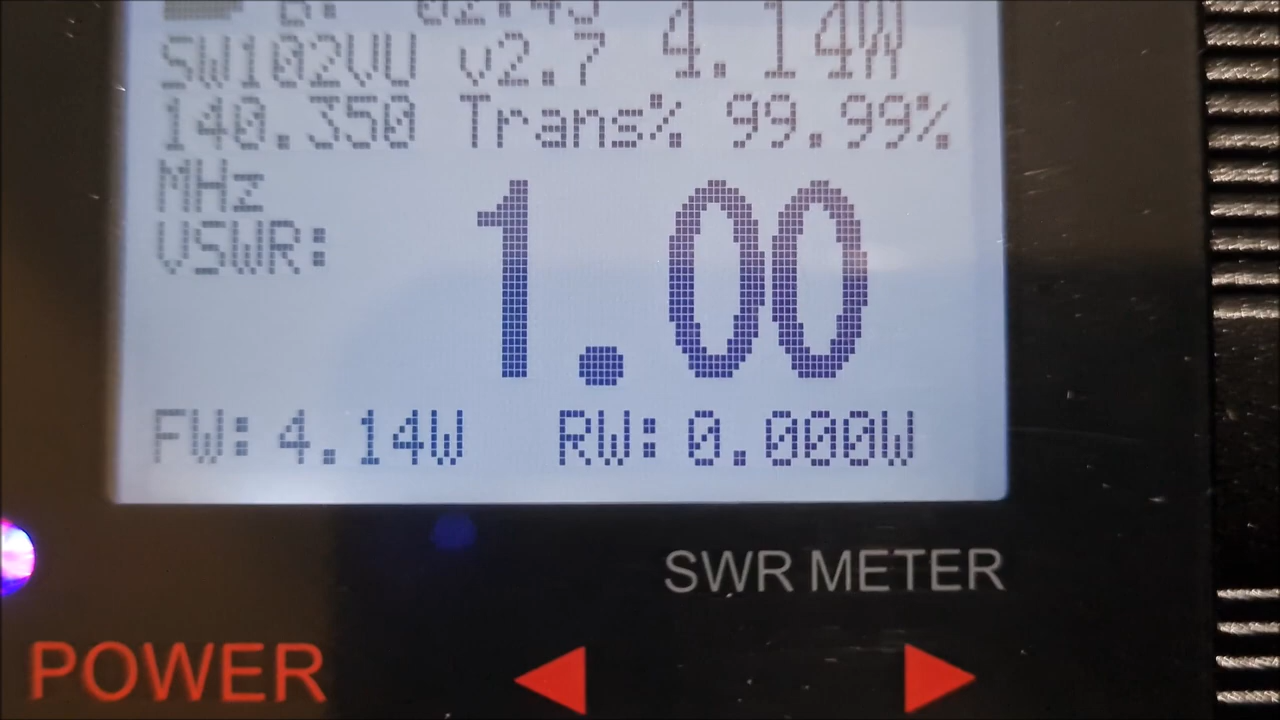 4.14W
SW102VU v2.7
140.350 Trans% 99.99%
MHz
VSWR: 1.00
FW: 4.14W RW: 0.000W
SWR METER
POWER